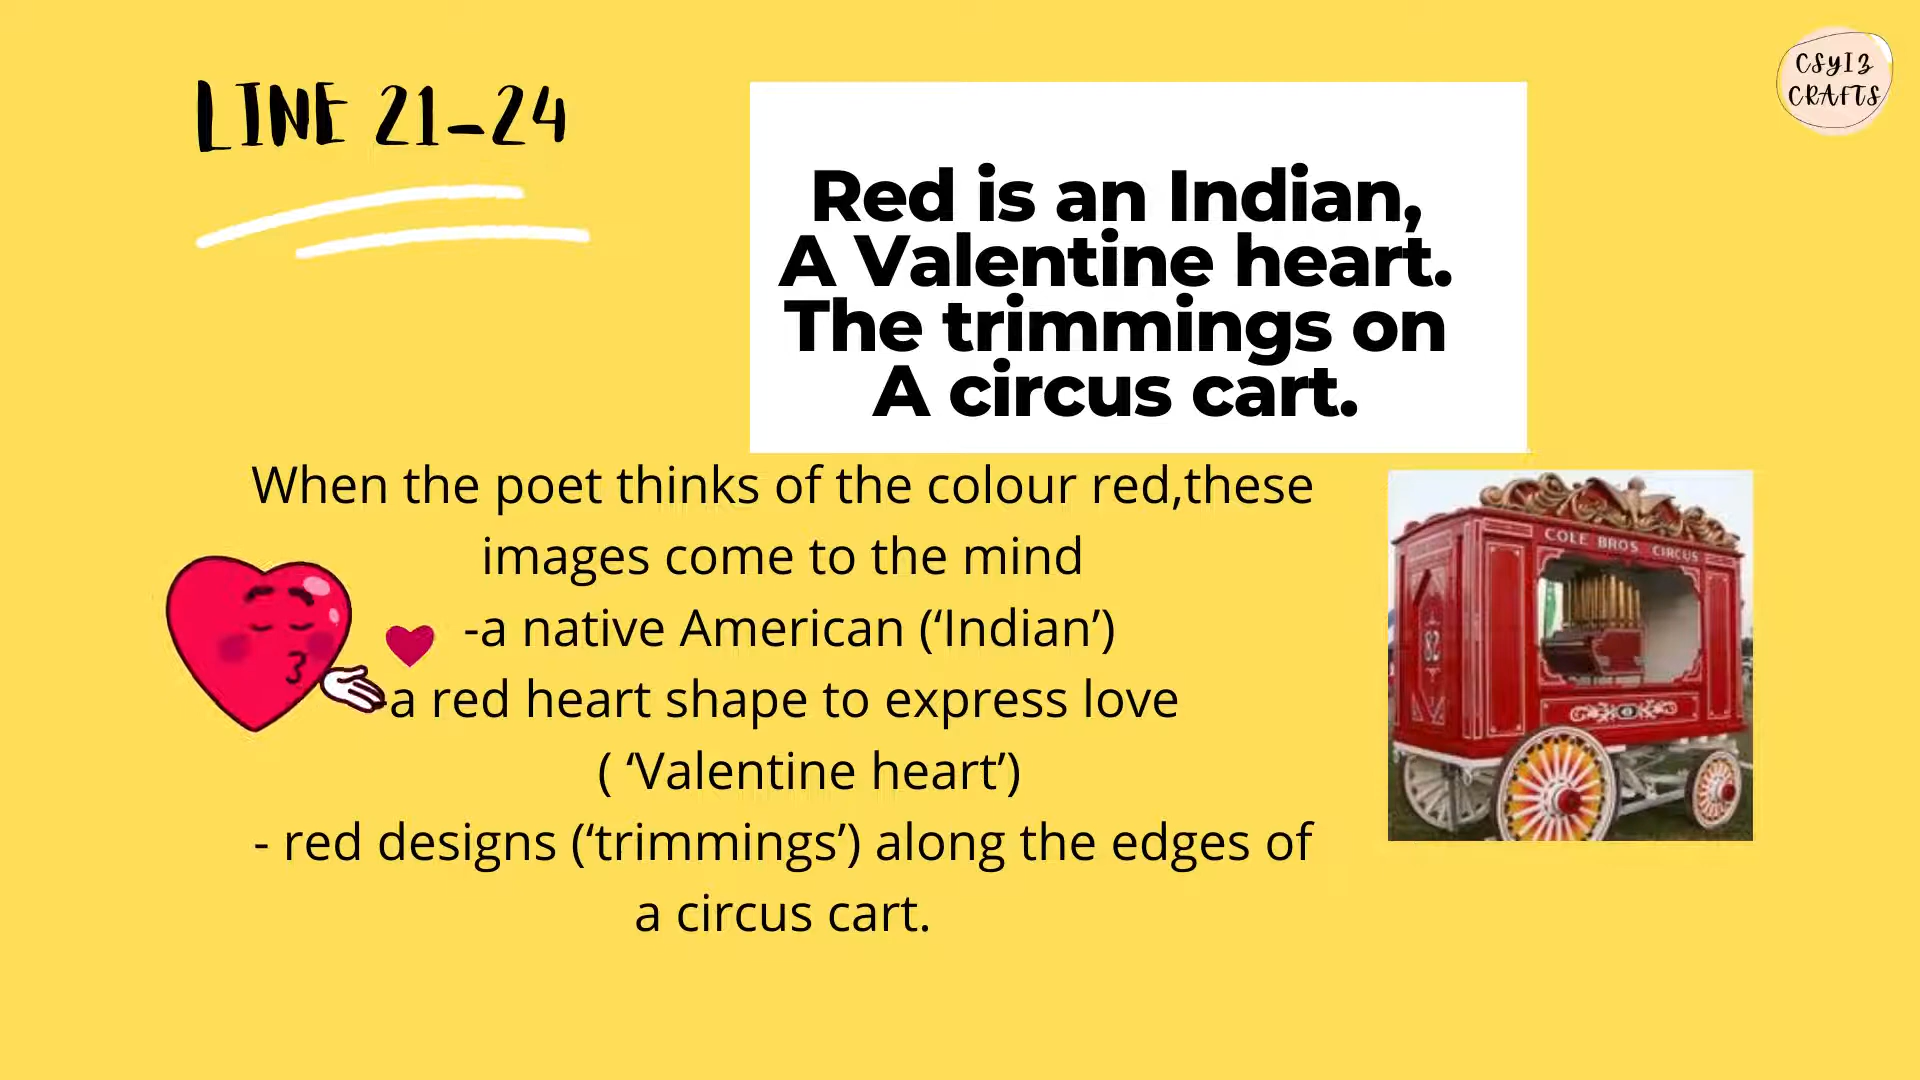 LINE 21-24
CSYI3
CRAFTS
Red is an Indian,
A Valentine heart.
The trimmings on
A circus cart.
When the poet thinks of the colour red,these
images come to the mind
-a native American (‘Indian’)
-a red heart shape to express love
( ‘Valentine heart’)
- red designs (‘trimmings’) along the edges of
a circus cart.
COLE BROS. CIRCUS